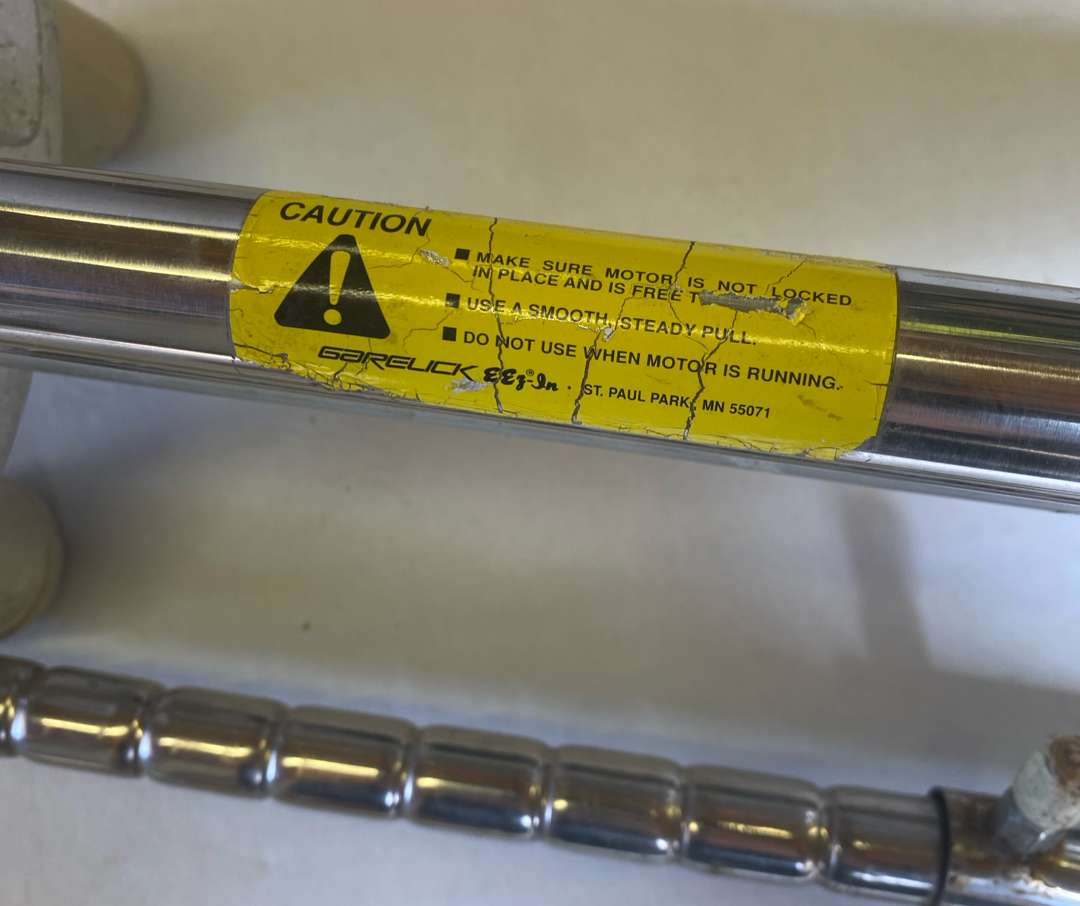 CAUTION
■ MAKE SURE MOTOR IS NOT LOCKED
IN PLACE AND IS FREE
■ USE A SMOOTH, STEADY PULL.
■ DO NOT USE WHEN MOTOR IS RUNNING.
GARELICK EEz-In® · ST. PAUL PARK, MN 55071